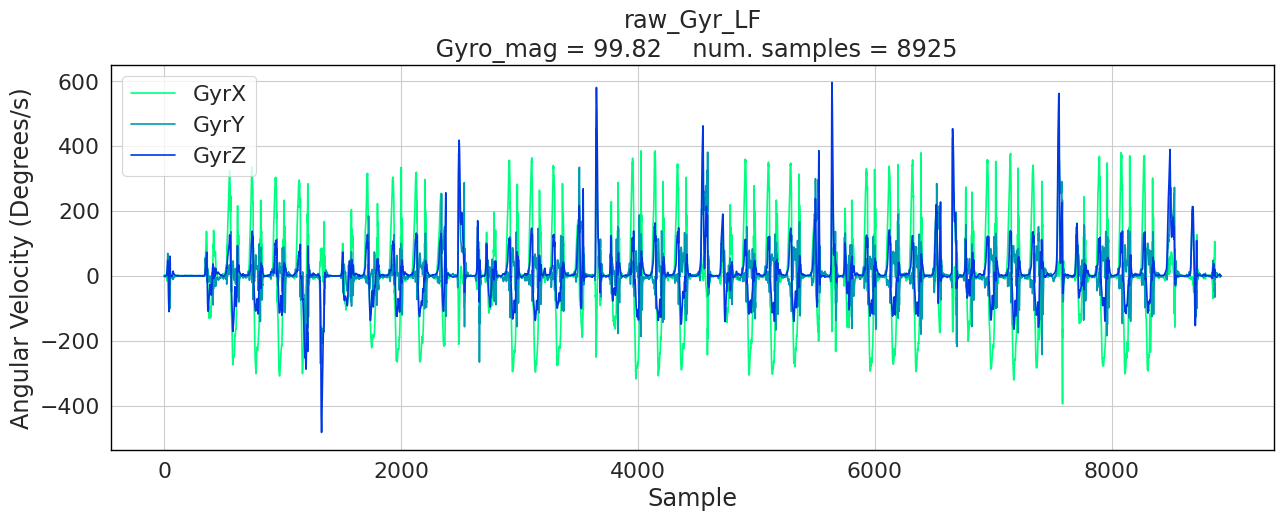 raw_Gyr_LF
Gyro_mag = 99.82    num. samples = 8925
Angular Velocity (Degrees/s)
600
400
200
0
−200
−400
GyrX
GyrY
GyrZ
0
2000
4000
6000
8000
Sample